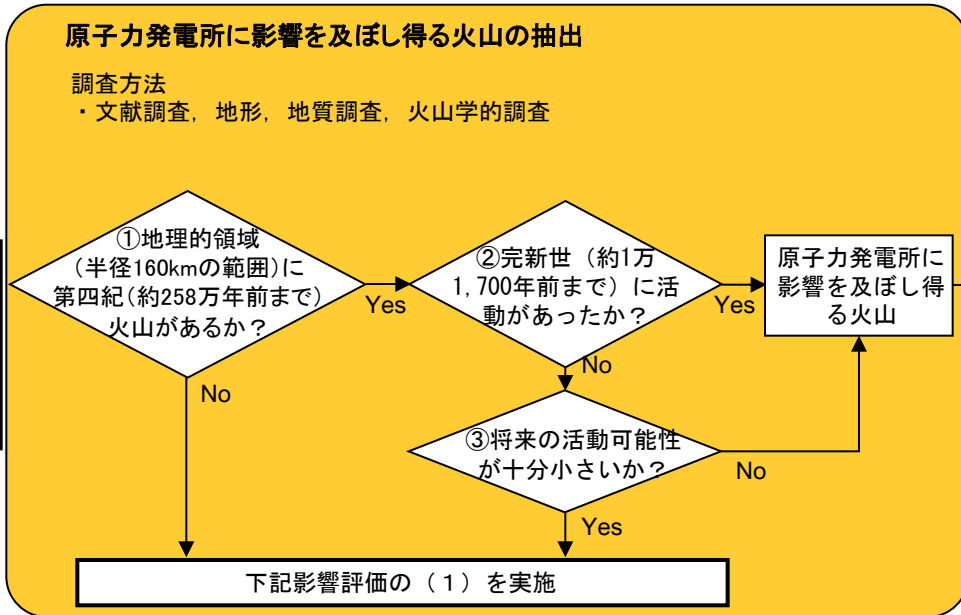 原子力発電所に影響を及ぼし得る火山の抽出
調査方法
・文献調査，地形，地質調査，火山学的調査
①地理的領域
（半径160kmの範囲）に
第四紀（約258万年前まで）
火山があるか？
Yes
②完新世（約1万
1,700年前まで）に活
動があったか？
Yes
原子力発電所に
影響を及ぼし得
る火山
No
No
③将来の活動可能性
が十分小さいか？
No
Yes
下記影響評価の（１）を実施